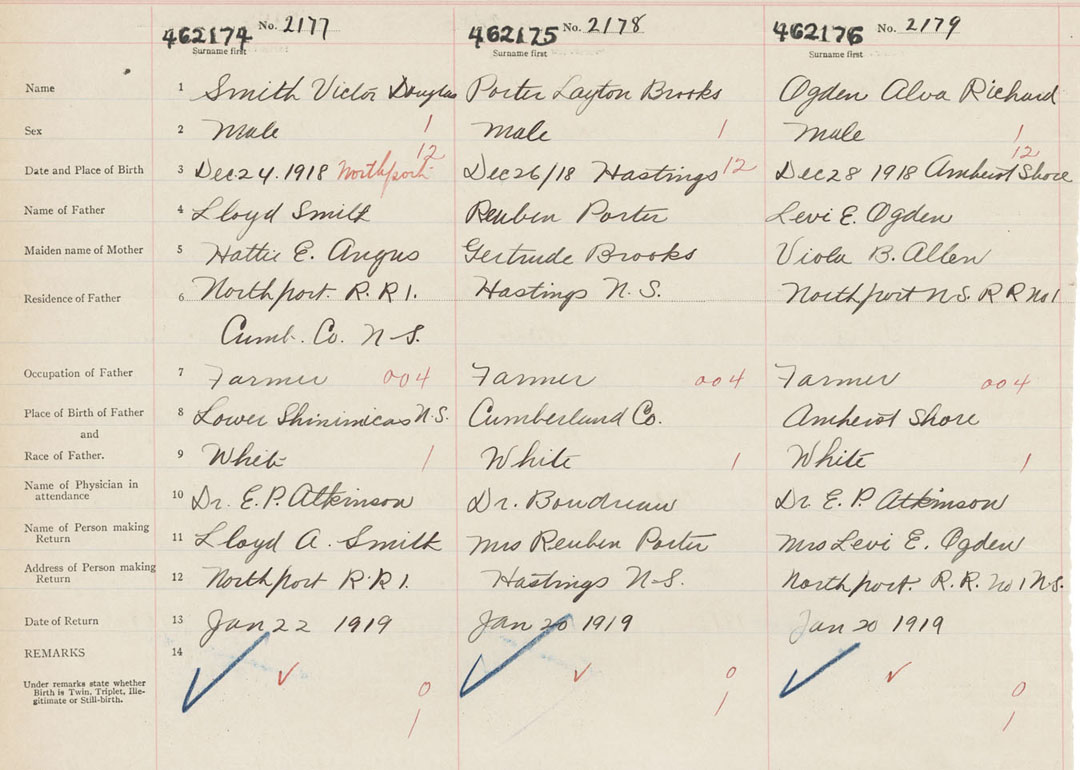 462174 No. 2177 462175 No. 2178 462176 No. 2179
Surname first Surname first Surname first
Name 1 Smith Victor Douglas Porter Layton Brooks Ogden Alva Richard
Sex 2 Male 1 Male 1 Male 1
12 12
Date and Place of Birth 3 Dec 24. 1918 Northport Dec 26/18 Hastings 12 Dec 28 1918 Amherst Shore
Name of Father 4 Lloyd Smith Reuben Porter Levi E. Ogden
Maiden name of Mother 5 Hattie E. Angus Gertrude Brooks Viola B. Allen
Residence of Father 6 Northport. R. R 1. Hastings N. S. Northport N.S. R R No 1
Cumb. Co. N-S.
Occupation of Father 7 Farmer 004 Farmer 004 Farmer 004
Place of Birth of Father 8 Lower Shinimicas N.S. Cumberland Co. Amherst Shore
and
Race of Father. 9 White 1 White 1 White 1
Name of Physician in
attendance 10 Dr. E. P. Atkinson Dr. Boudreau Dr. E. P. Atkinson
Name of Person making
Return 11 Lloyd A. Smith Mrs Reuben Porter Mrs Levi E. Ogden
Address of Person making
Return 12 Northport R. R 1. Hastings N-S. Northport. R. R. No 1 N-S.
Date of Return 13 Jan 22 1919 Jan 20 1919 Jan 20 1919
REMARKS 14
Under remarks state whether
Birth is Twin, Triplet, Ille-
gitimate or Still-birth.
0 0 0
1 1 1